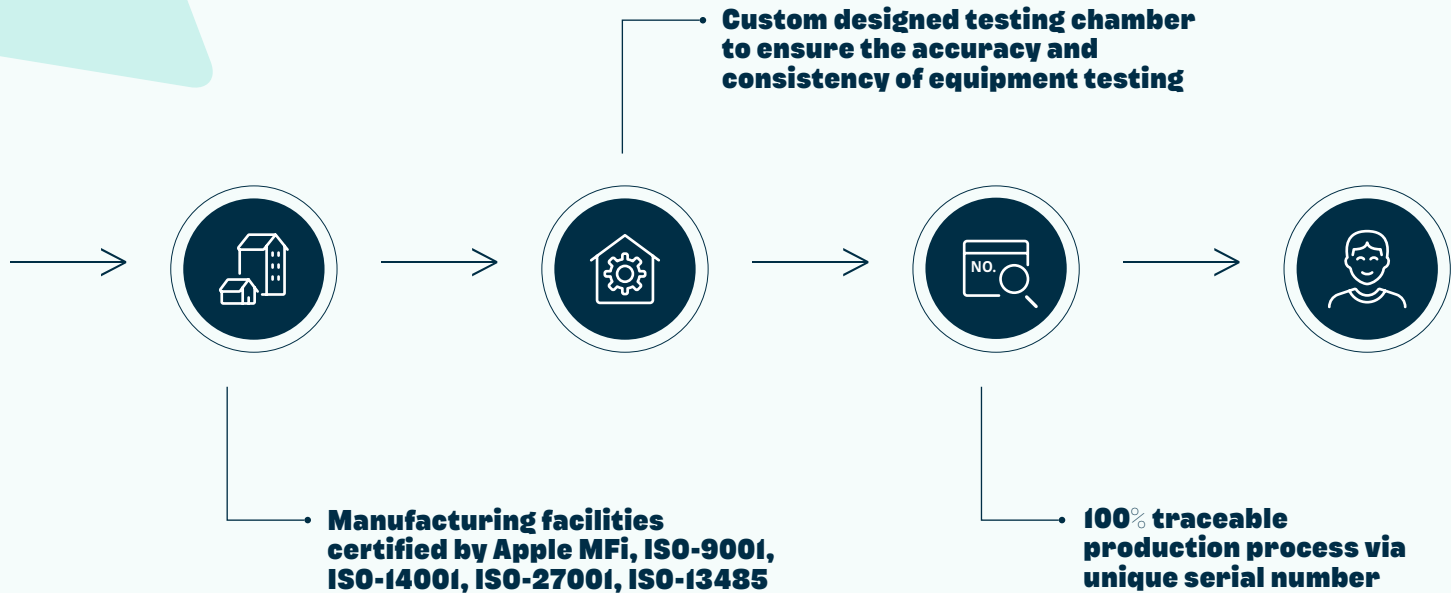 Custom designed testing chamber
to ensure the accuracy and
consistency of equipment testing
NO.
Manufacturing facilities
certified by Apple MFi, ISO-9001,
ISO-14001, ISO-27001, ISO-13485
100% traceable
production process via
unique serial number